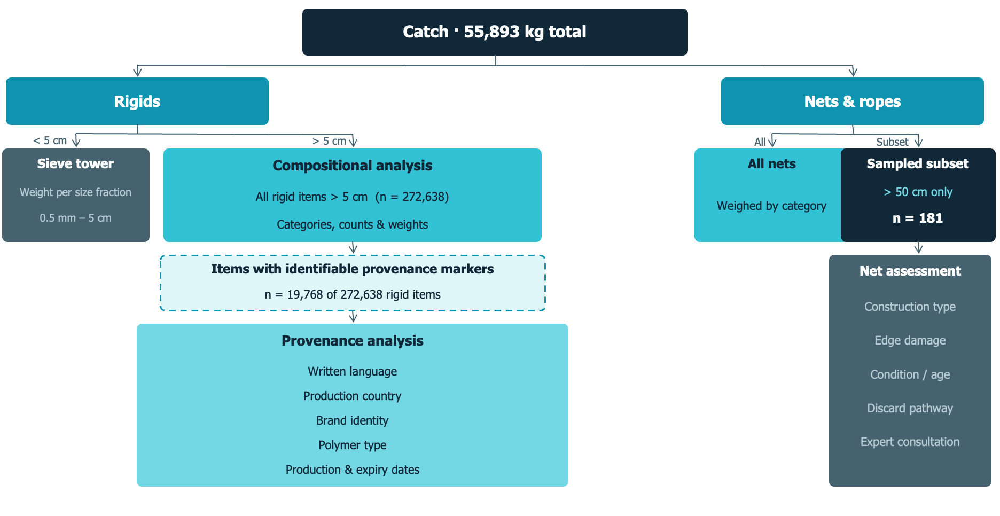 Catch · 55,893 kg total
Rigids
Nets & ropes
< 5 cm
> 5 cm
All
Subset
Sieve tower
Weight per size fraction
0.5 mm – 5 cm
Compositional analysis
All rigid items > 5 cm (n = 272,638)
Categories, counts & weights
All nets
Weighed by category
Sampled subset
> 50 cm only
n = 181
Items with identifiable provenance markers
n = 19,768 of 272,638 rigid items
Provenance analysis
Written language
Production country
Brand identity
Polymer type
Production & expiry dates
Net assessment
Construction type
Edge damage
Condition / age
Discard pathway
Expert consultation